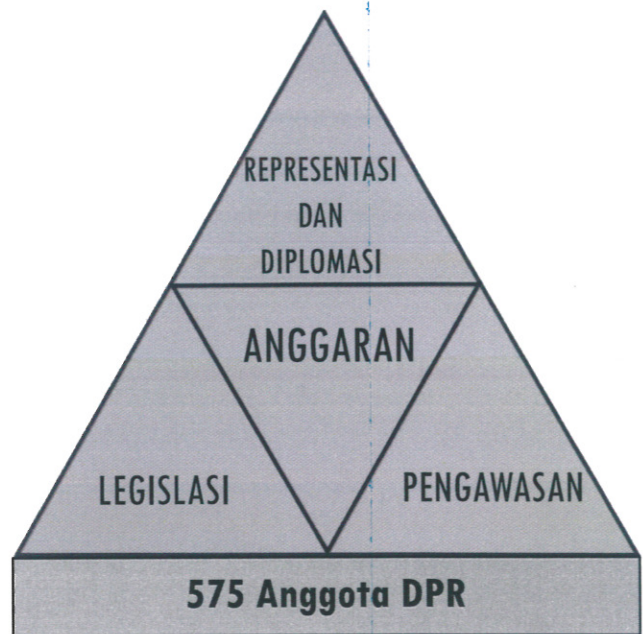 REPRESENTASI
DAN
DIPLOMASI
ANGGARAN
LEGISLASI
PENGAWASAN
575 Anggota DPR